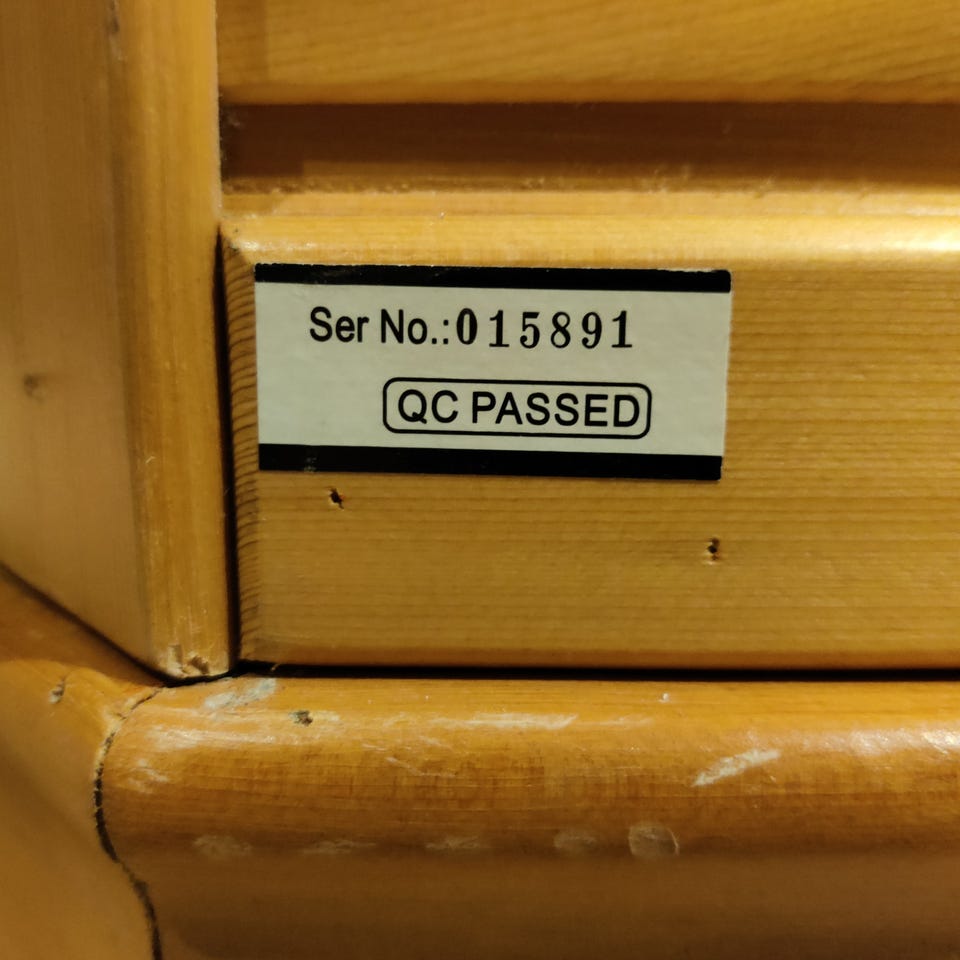 Ser No.:015891
QC PASSED